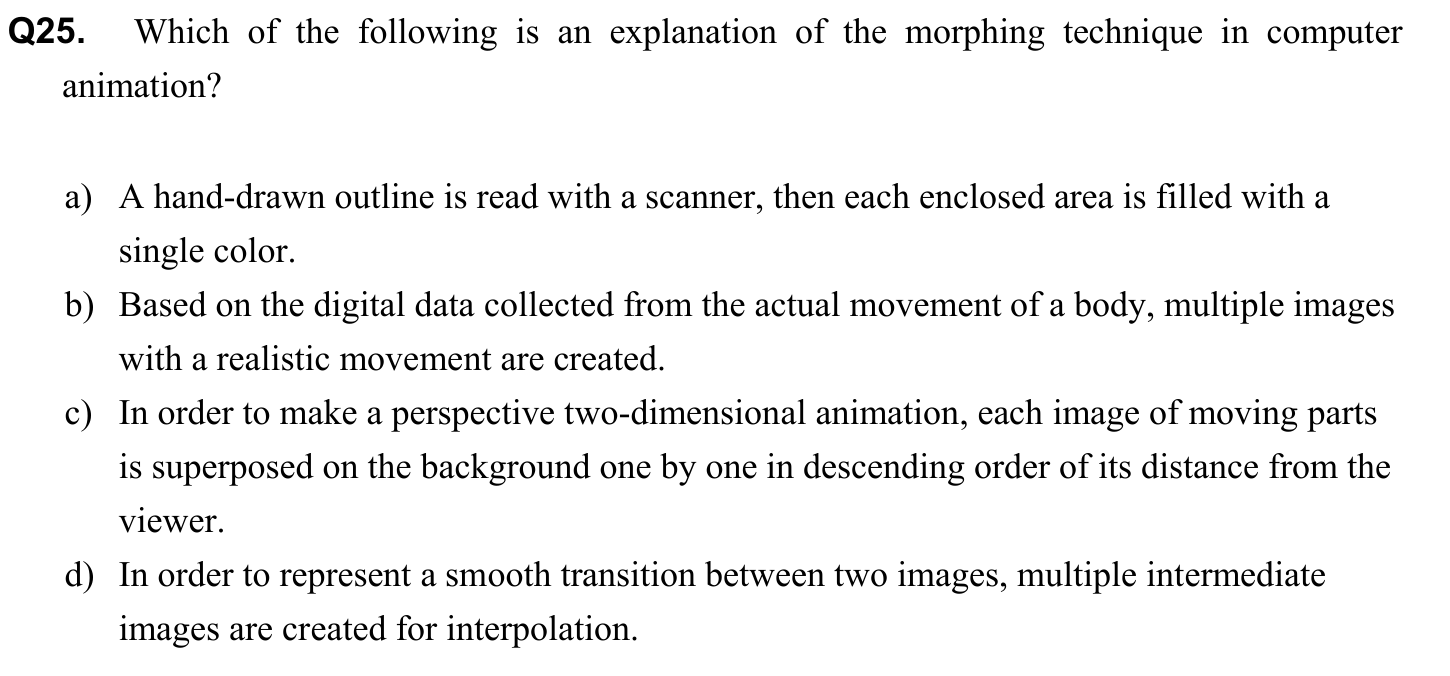 Q25. Which of the following is an explanation of the morphing technique in computer
animation?
a) A hand-drawn outline is read with a scanner, then each enclosed area is filled with a
single color.
b) Based on the digital data collected from the actual movement of a body, multiple images
with a realistic movement are created.
c) In order to make a perspective two-dimensional animation, each image of moving parts
is superposed on the background one by one in descending order of its distance from the
viewer.
d) In order to represent a smooth transition between two images, multiple intermediate
images are created for interpolation.